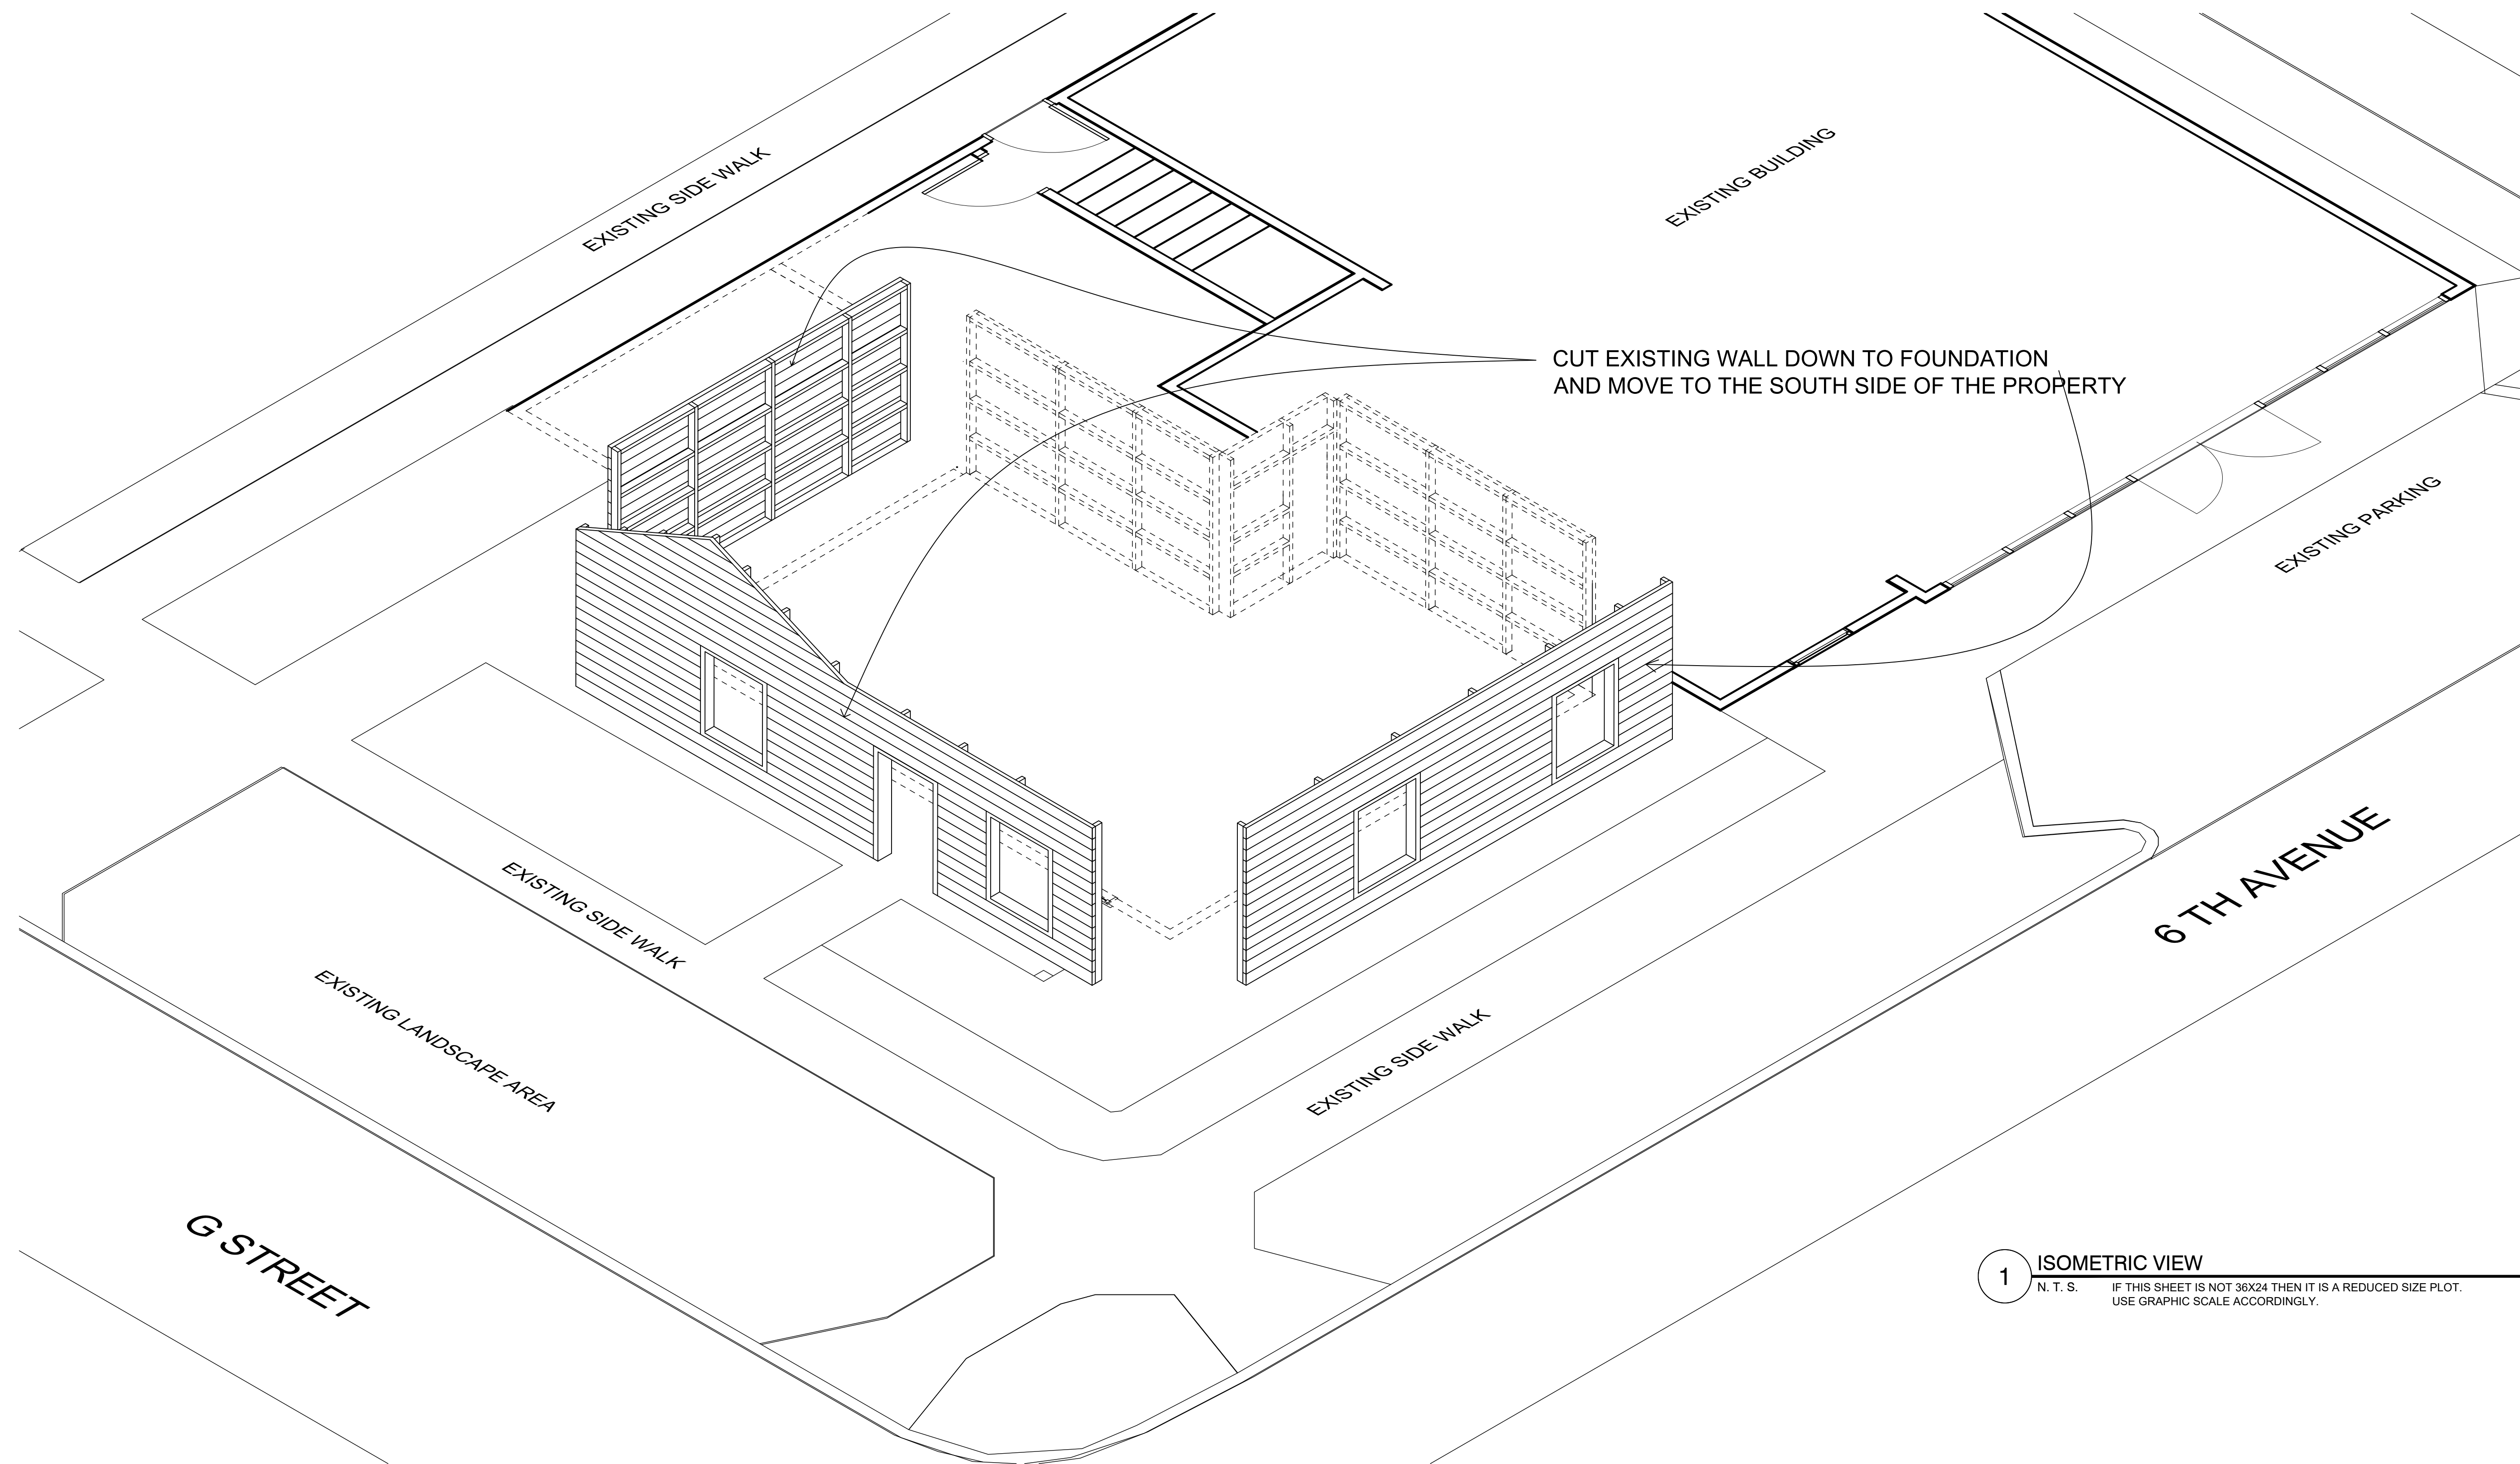 EXISTING SIDE WALK
EXISTING BUILDING
CUT EXISTING WALL DOWN TO FOUNDATION
AND MOVE TO THE SOUTH SIDE OF THE PROPERTY
EXISTING PARKING
6 TH AVENUE
EXISTING SIDE WALK
EXISTING LANDSCAPE AREA
EXISTING SIDE WALK
G STREET
1
ISOMETRIC VIEW
N. T. S. IF THIS SHEET IS NOT 36X24 THEN IT IS A REDUCED SIZE PLOT.
USE GRAPHIC SCALE ACCORDINGLY.